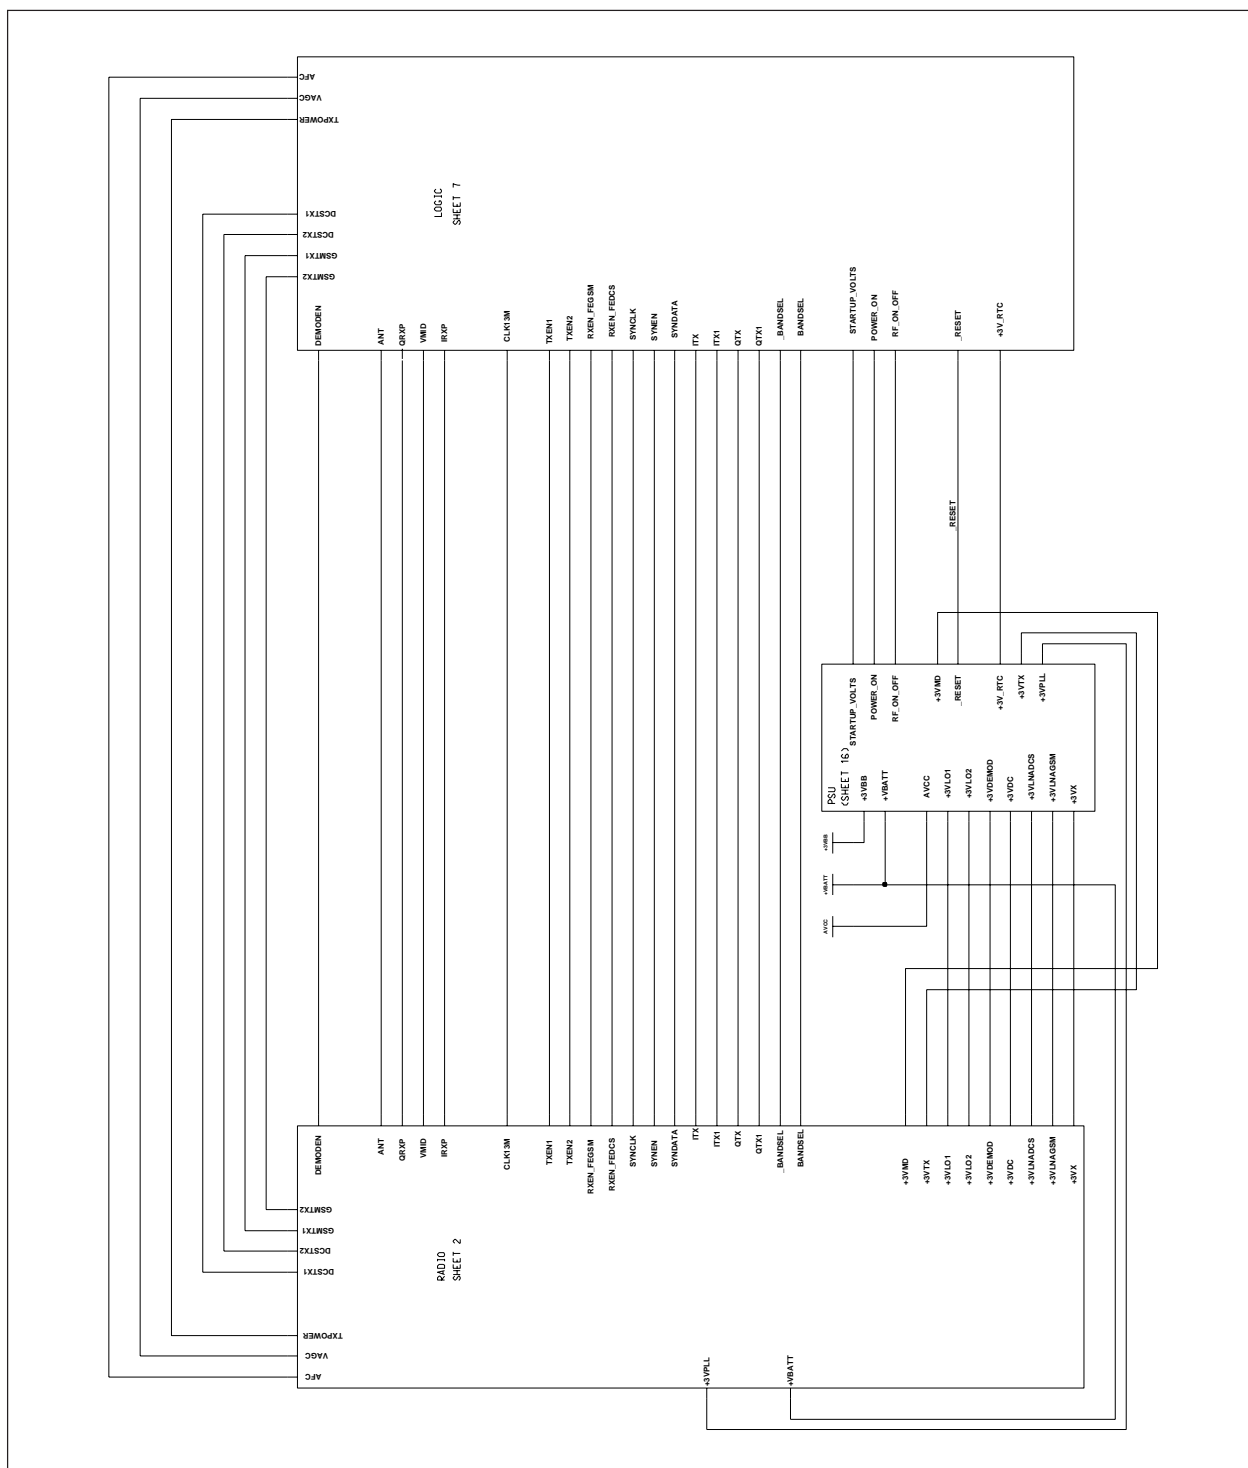 AFC
VAGC
TXPOWER
DCSTX1
DCSTX2
GSMTX1
GSMTX2
LOGIC
SHEET 7
DEMODEN
ANT
QRXP
VMID
IRXP
CLK13M
TXEN1
TXEN2
RXEN_FEGSM
RXEN_FEDCS
SYNCLK
SYNEN
SYNDATA
ITX
ITX1
QTX
QTX1
_BANDSEL
BANDSEL
STARTUP_VOLTS
POWER_ON
RF_ON_OFF
_RESET
+3V_RTC
_RESET
STARTUP_VOLTS
POWER_ON
RF_ON_OFF
+3VMD
_RESET
+3V_RTC
+3VTX
+3VPLL
PSU
(SHEET 16)
+3VBB
+VBATT
AVCC
+3VLO1
+3VLO2
+3VDEMOD
+3VDC
+3VLNADCS
+3VLNAGSM
+3VX
+3VBB
+VBATT
AVCC
DEMODEN
ANT
QRXP
VMID
IRXP
CLK13M
TXEN1
TXEN2
RXEN_FEGSM
RXEN_FEDCS
SYNCLK
SYNEN
SYNDATA
ITX
ITX1
QTX
QTX1
_BANDSEL
BANDSEL
+3VMD
+3VTX
+3VLO1
+3VLO2
+3VDEMOD
+3VDC
+3VLNADCS
+3VLNAGSM
+3VX
GSMTX2
GSMTX1
DCSTX2
DCSTX1
RADIO
SHEET 2
TXPOWER
VAGC
AFC
+3VPLL
+VBATT